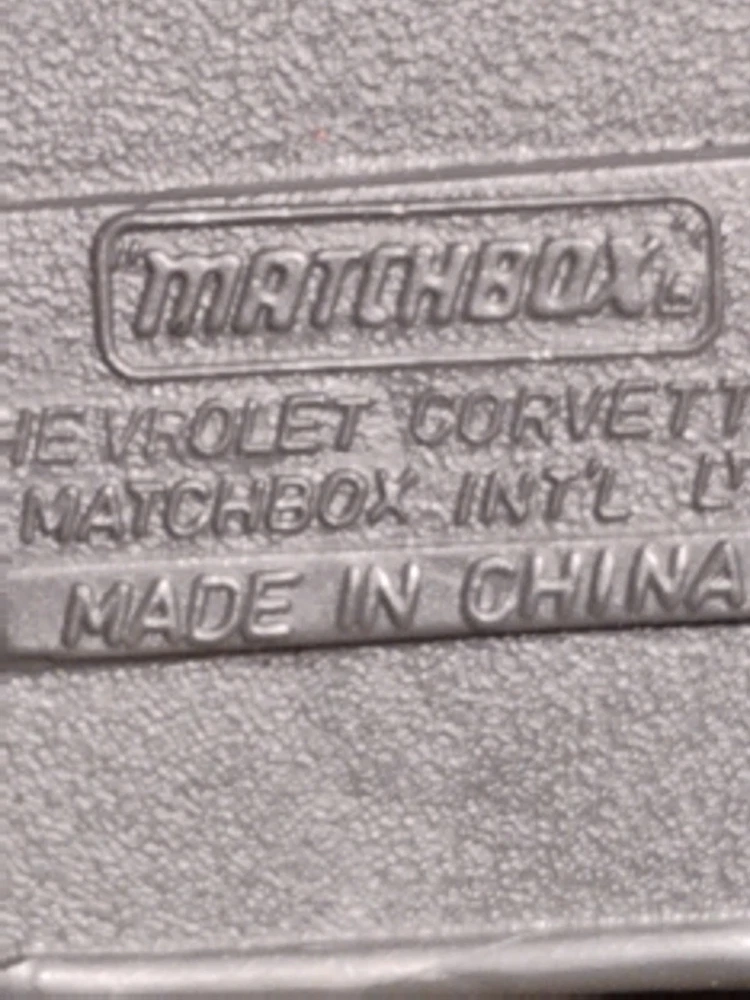 "MATCHBOX"
HEVROLET CORVETT
MATCHBOX INT'L L
MADE IN CHINA